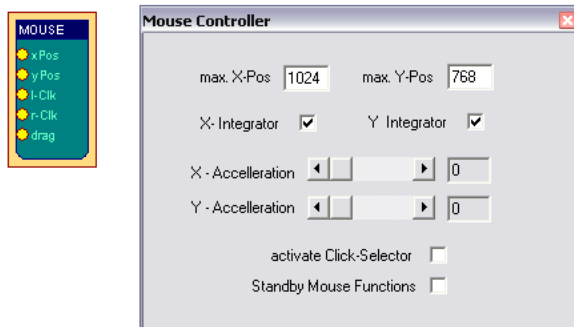 MOUSE
xPos
yPos
l-Clk
r-Clk
drag
Mouse Controller
max. X-Pos 1024 max. Y-Pos 768
X- Integrator Y Integrator
X - Accelleration 0
Y - Accelleration 0
activate Click-Selector
Standby Mouse Functions